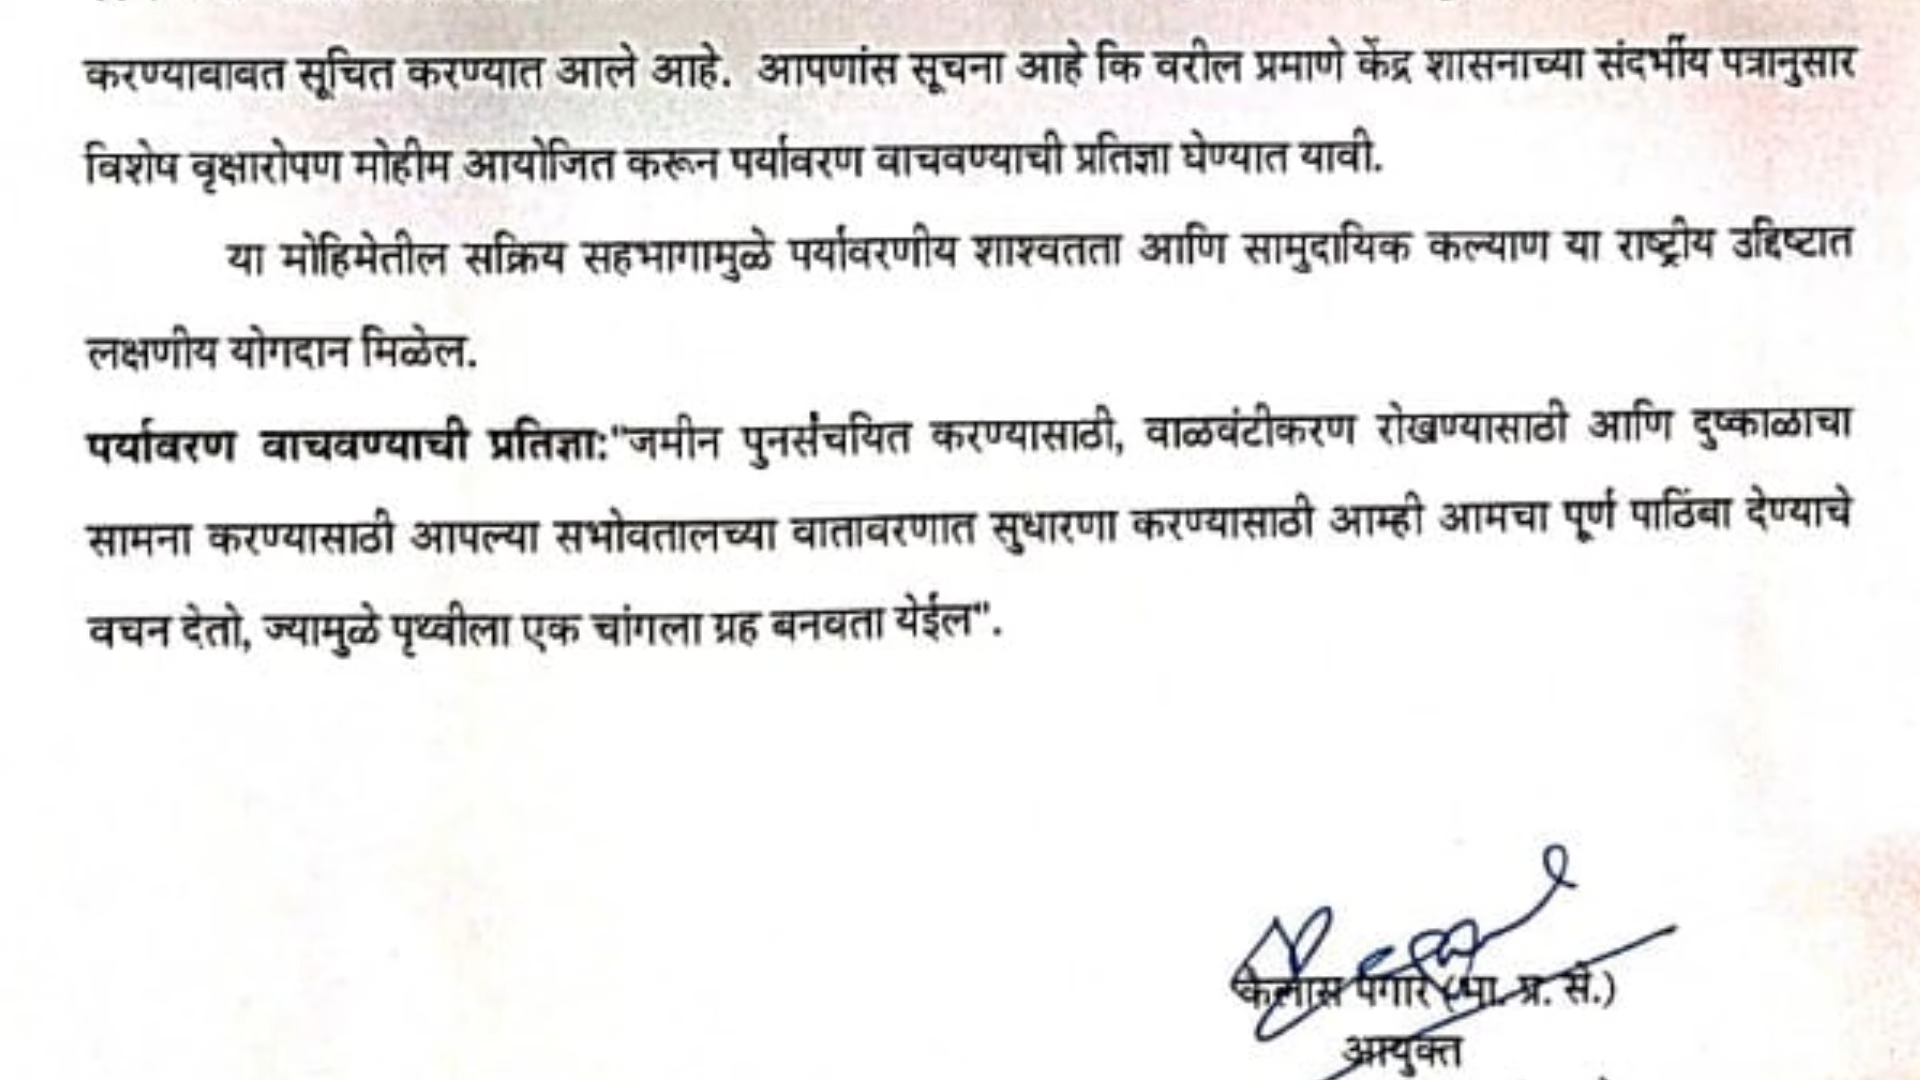 करण्याबाबत सूचित करण्यात आले आहे. आपणांस सूचना आहे कि वरील प्रमाणे केंद्र शासनाच्या संदर्भीय पत्रानुसार
विशेष वृक्षारोपण मोहीम आयोजित करून पर्यावरण वाचवण्याची प्रतिज्ञा घेण्यात यावी.
या मोहिमेतील सक्रिय सहभागामुळे पर्यावरणीय शाश्वतता आणि सामुदायिक कल्याण या राष्ट्रीय उद्दिष्टात
लक्षणीय योगदान मिळेल.
पर्यावरण वाचवण्याची प्रतिज्ञा:"जमीन पुनर्संचयित करण्यासाठी, वाळवंटीकरण रोखण्यासाठी आणि दुष्काळाचा
सामना करण्यासाठी आपल्या सभोवतालच्या वातावरणात सुधारणा करण्यासाठी आम्ही आमचा पूर्ण पाठिंबा देण्याचे
वचन देतो, ज्यामुळे पृथ्वीला एक चांगला ग्रह बनवता येईल".
कैलास पगारे (भा. प्र. से.)
आयुक्त